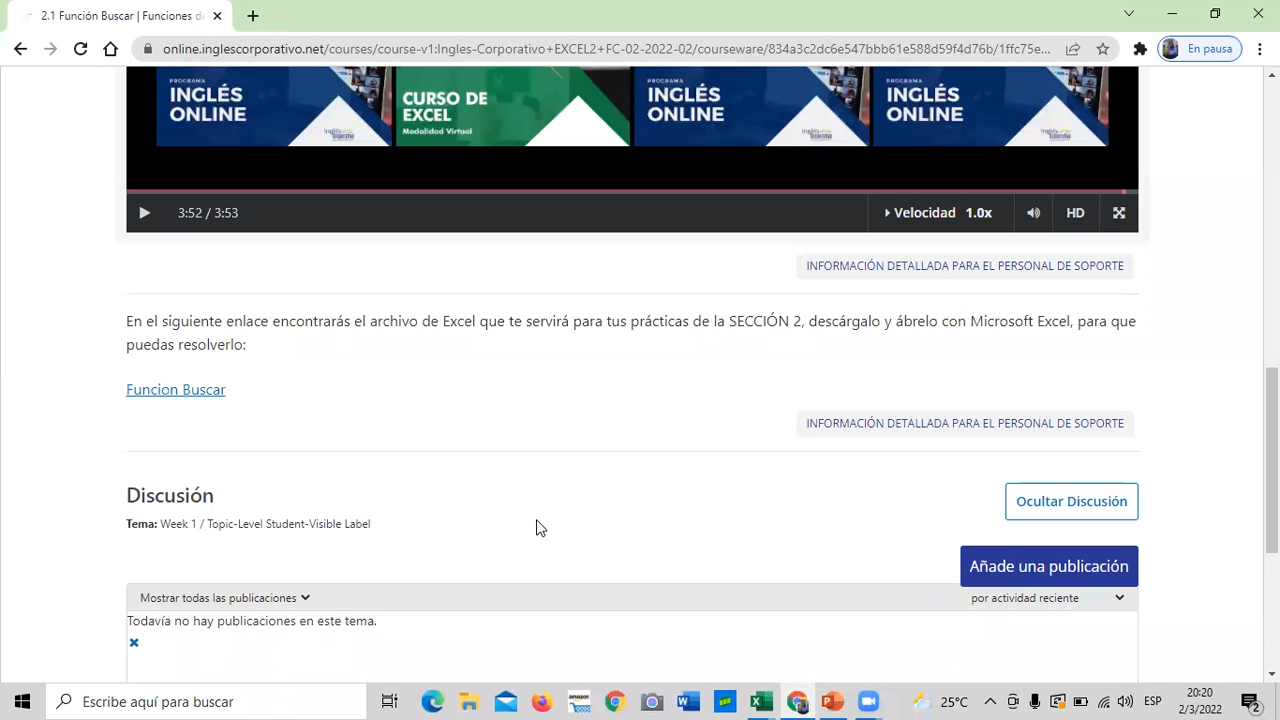 2.1 Función Buscar | Funciones de
online.inglescorporativo.net/courses/course-v1:Ingles-Corporativo+EXCEL2+FC-02-2022-02/courseware/834a3c2dc6e547bbb61e588d59f4d76b/1ffc75e...
En pausa
PROGRAMA
INGLÉS
ONLINE
CURSO DE
EXCEL
Modalidad Virtual
PROGRAMA
INGLÉS
ONLINE
PROGRAMA
INGLÉS
ONLINE
3:52 / 3:53
Velocidad 1.0x
HD
INFORMACIÓN DETALLADA PARA EL PERSONAL DE SOPORTE
En el siguiente enlace encontrarás el archivo de Excel que te servirá para tus prácticas de la SECCIÓN 2, descárgalo y ábrelo con Microsoft Excel, para que
puedas resolverlo:
Funcion Buscar
INFORMACIÓN DETALLADA PARA EL PERSONAL DE SOPORTE
Discusión
Ocultar Discusión
Tema: Week 1 / Topic-Level Student-Visible Label
Añade una publicación
Mostrar todas las publicaciones
por actividad reciente
Todavía no hay publicaciones en este tema.
Escribe aquí para buscar
25°C
ESP
20:20
2/3/2022
2